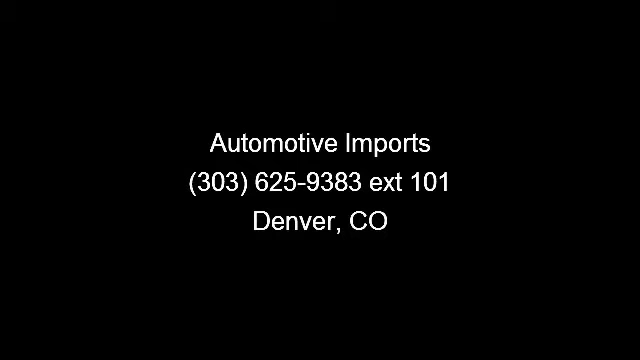 Automotive Imports
(303) 625-9383 ext 101
Denver, CO